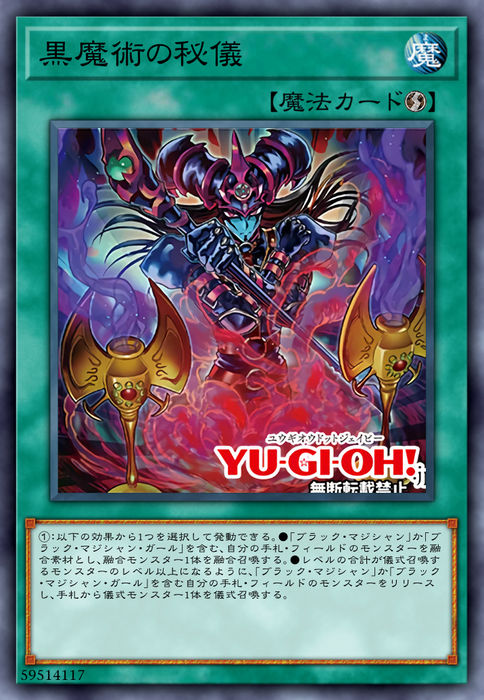 黒魔術の秘儀
魔
【魔法カード】
ユウギオウドットジェイピー
YU-GI-OH!
無断転載禁止
①：以下の効果から1つを選択して発動できる。●「ブラック・マジシャン」か「ブ
ラック・マジシャン・ガール」を含む、自分の手札・フィールドのモンスターを融
合素材とし、融合モンスター1体を融合召喚する。●レベルの合計が儀式召喚す
るモンスターのレベル以上になるように、「ブラック・マジシャン」か「ブラック
・マジシャン・ガール」を含む自分の手札・フィールドのモンスターをリリース
し、手札から儀式モンスター1体を儀式召喚する。
59514117